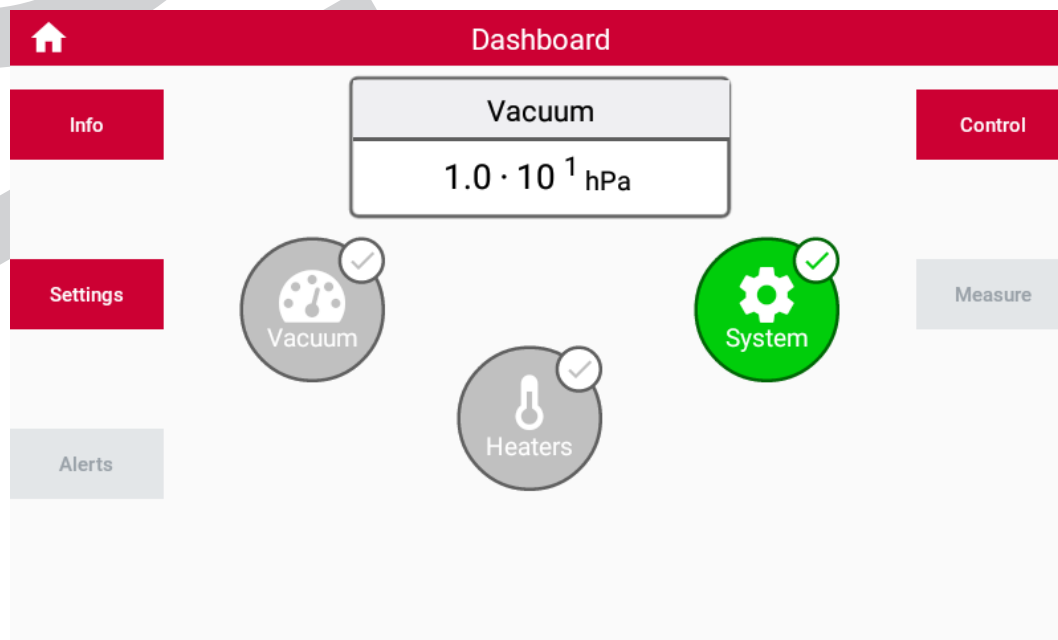 Dashboard
Info
Vacuum
Control
1.0 · 10 ¹ hPa
Settings
Vacuum
System
Measure
Heaters
Alerts